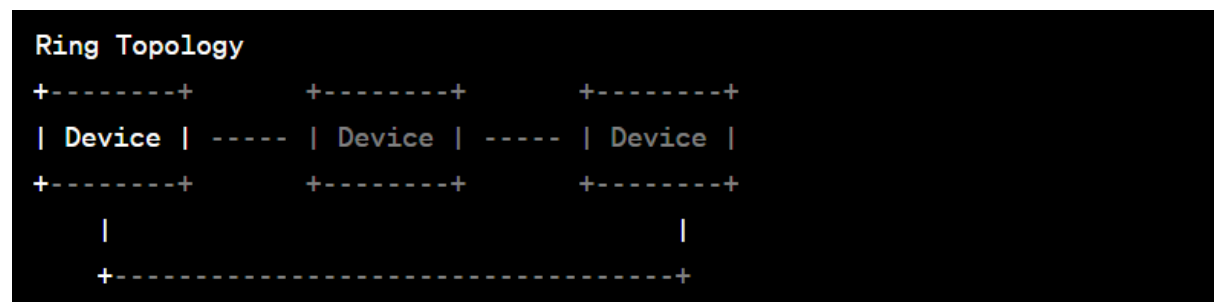 Ring Topology
+--------+       +--------+       +--------+
| Device | ----- | Device | ----- | Device |
+--------+       +--------+       +--------+
    |                                    |
    +------------------------------------+